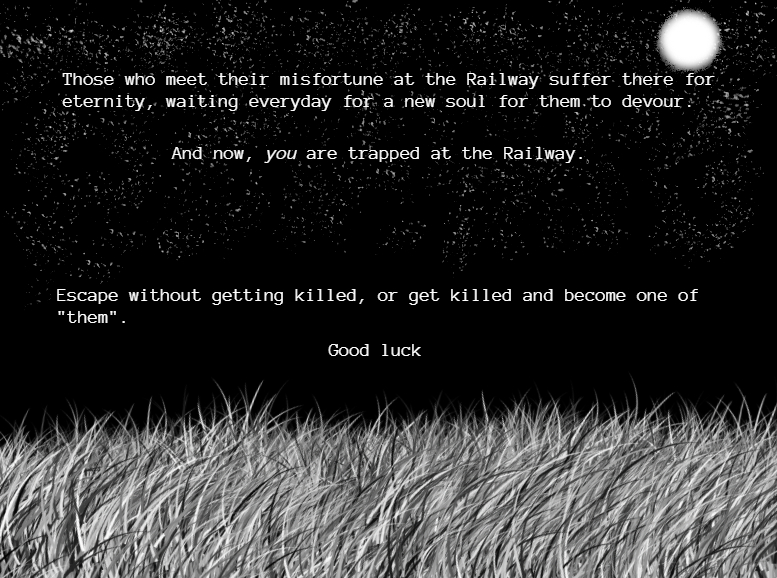 Those who meet their misfortune at the Railway suffer there for
eternity, waiting everyday for a new soul for them to devour.
And now, you are trapped at the Railway.
Escape without getting killed, or get killed and become one of
"them".
Good luck